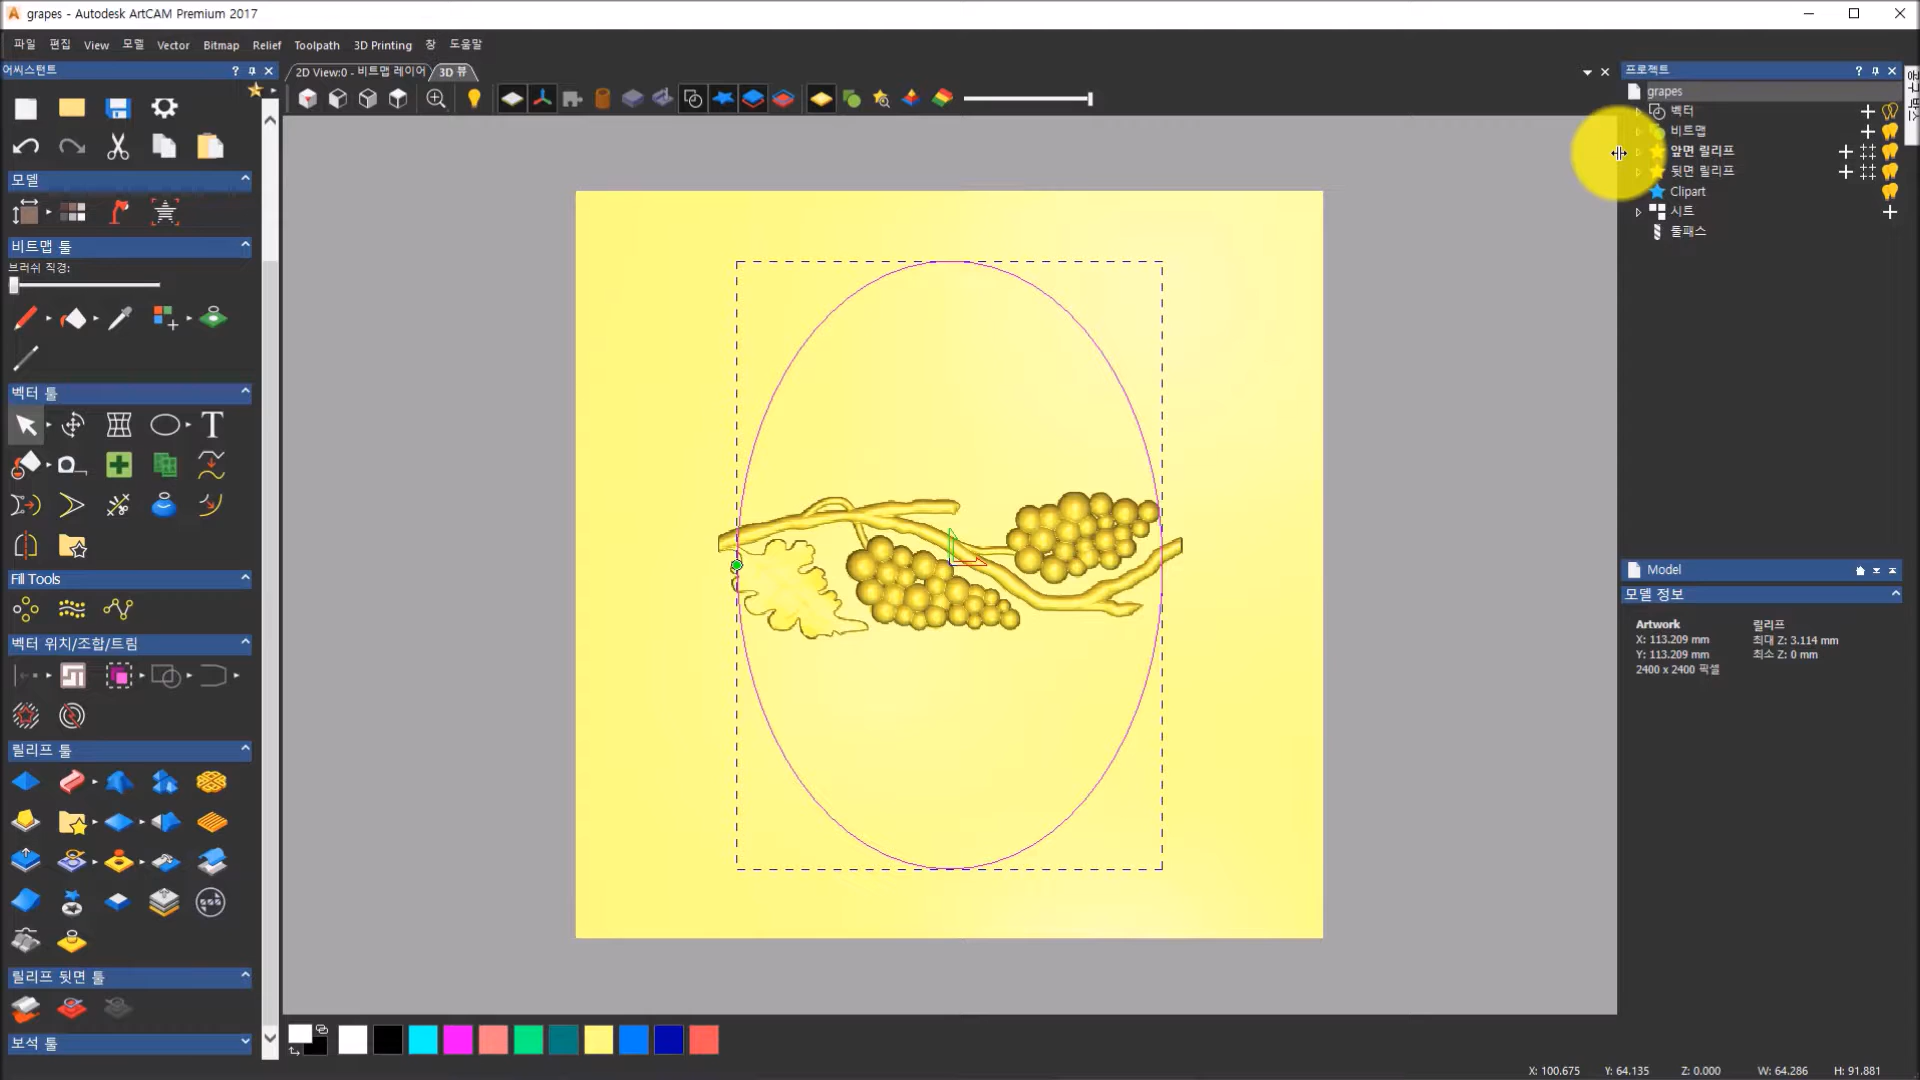 grapes - Autodesk ArtCAM Premium 2017
파일 편집 View 모델 Vector Bitmap Relief Toolpath 3D Printing 창 도움말
어씨스턴트
2D View:0 - 비트맵 레이어
3D 뷰
프로젝트
grapes
벡터
비트맵
앞면 릴리프
뒷면 릴리프
Clipart
시트
툴패스
모델
비트맵 툴
브러쉬 직경:
벡터 툴
Fill Tools
벡터 위치/조합/트림
릴리프 툴
릴리프 뒷면 툴
보석 툴
Model
모델 정보
Artwork
X: 113.209 mm
Y: 113.209 mm
2400 x 2400 픽셀
릴리프
최대 Z: 3.114 mm
최소 Z: 0 mm
X: 100.675 Y: 64.135 Z: 0.000 W: 64.286 H: 91.881